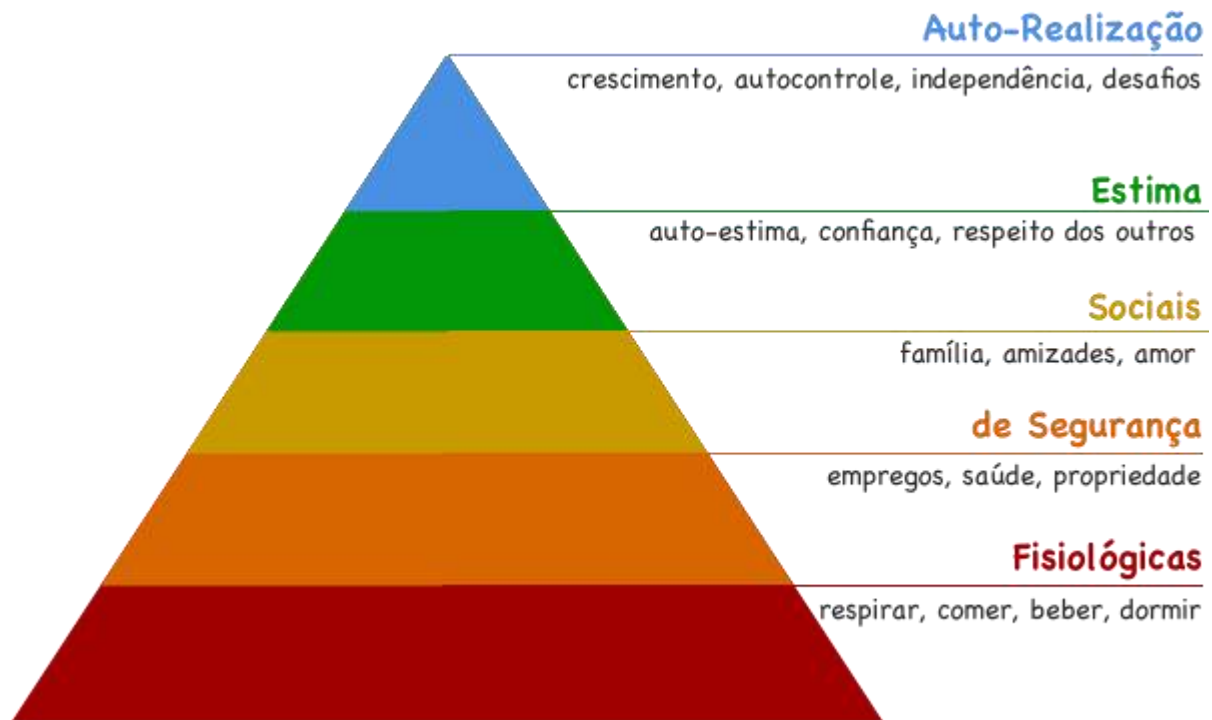 Auto-Realização
crescimento, autocontrole, independência, desafios
Estima
auto-estima, confiança, respeito dos outros
Sociais
família, amizades, amor
de Segurança
empregos, saúde, propriedade
Fisiológicas
respirar, comer, beber, dormir